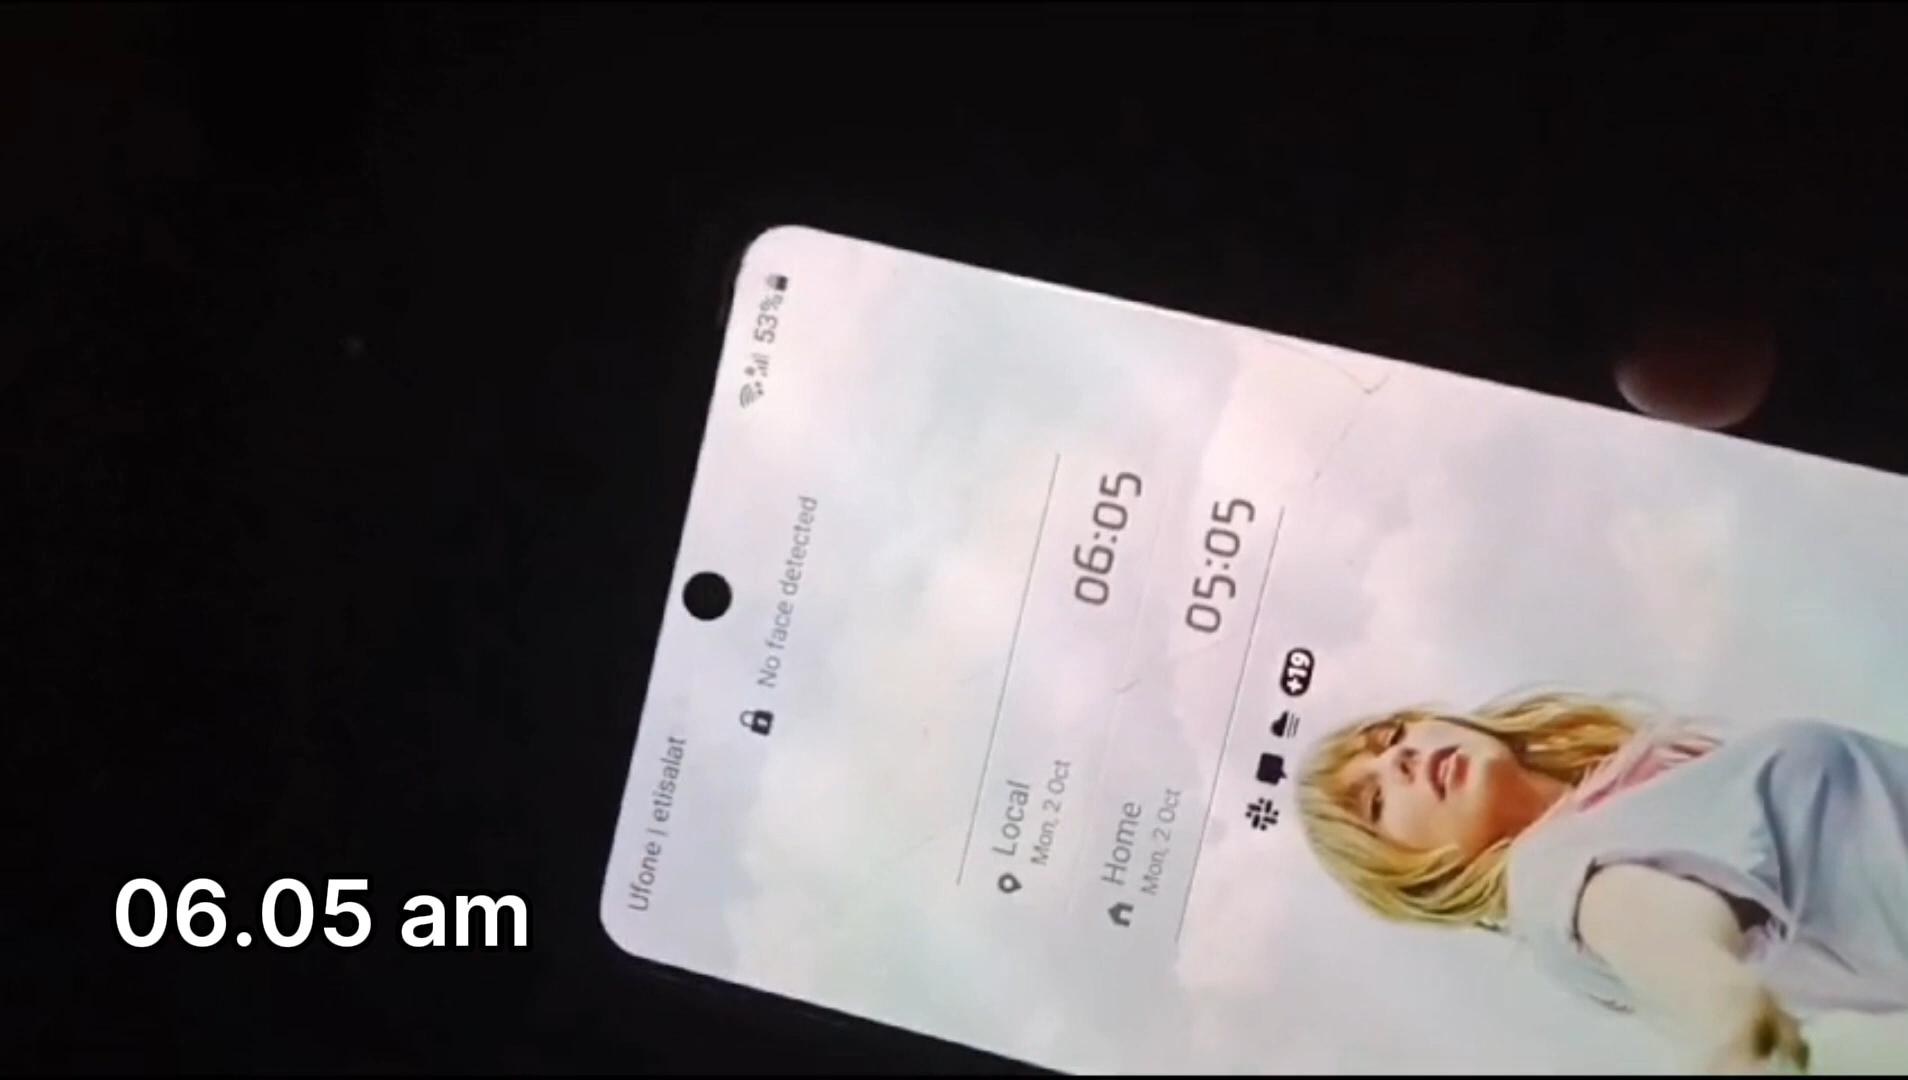 Ufone | etisalat
53%
No face detected
Local
Mon, 2 Oct
06:05
Home
Mon, 2 Oct
05:05
+19
06.05 am